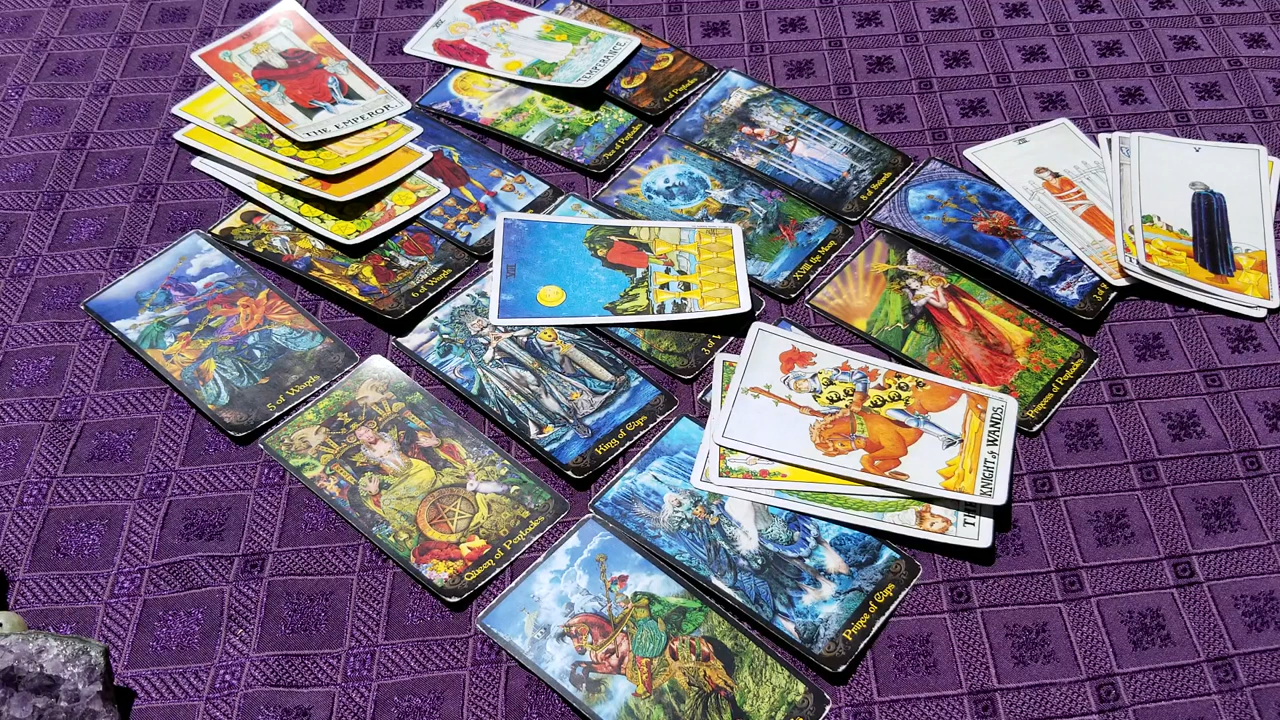 THE EMPEROR.
XIV
TEMPERANCE.
4 of Pentacles
Ace of Pentacles
8 of Swords
XVIII the Moon
3 of
6 of Wands
5 of Wands
VIII
King of Cups
Princess of Pentacles
KNIGHT of WANDS.
Queen of Pentacles
Prince of Cups
V